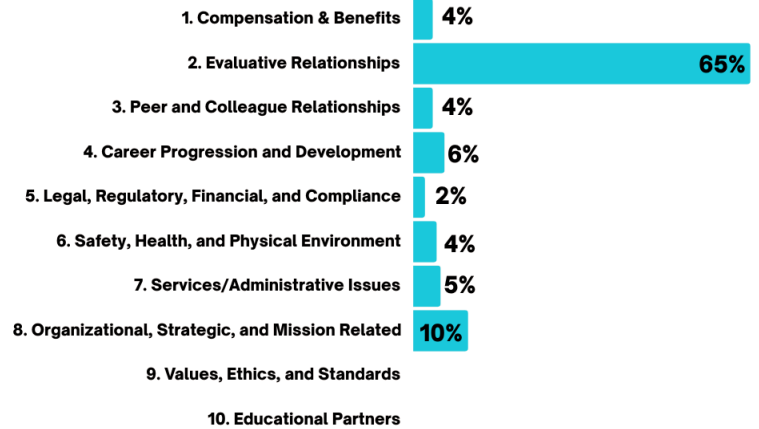 1. Compensation & Benefits 4%
2. Evaluative Relationships 65%
3. Peer and Colleague Relationships 4%
4. Career Progression and Development 6%
5. Legal, Regulatory, Financial, and Compliance 2%
6. Safety, Health, and Physical Environment 4%
7. Services/Administrative Issues 5%
8. Organizational, Strategic, and Mission Related 10%
9. Values, Ethics, and Standards
10. Educational Partners